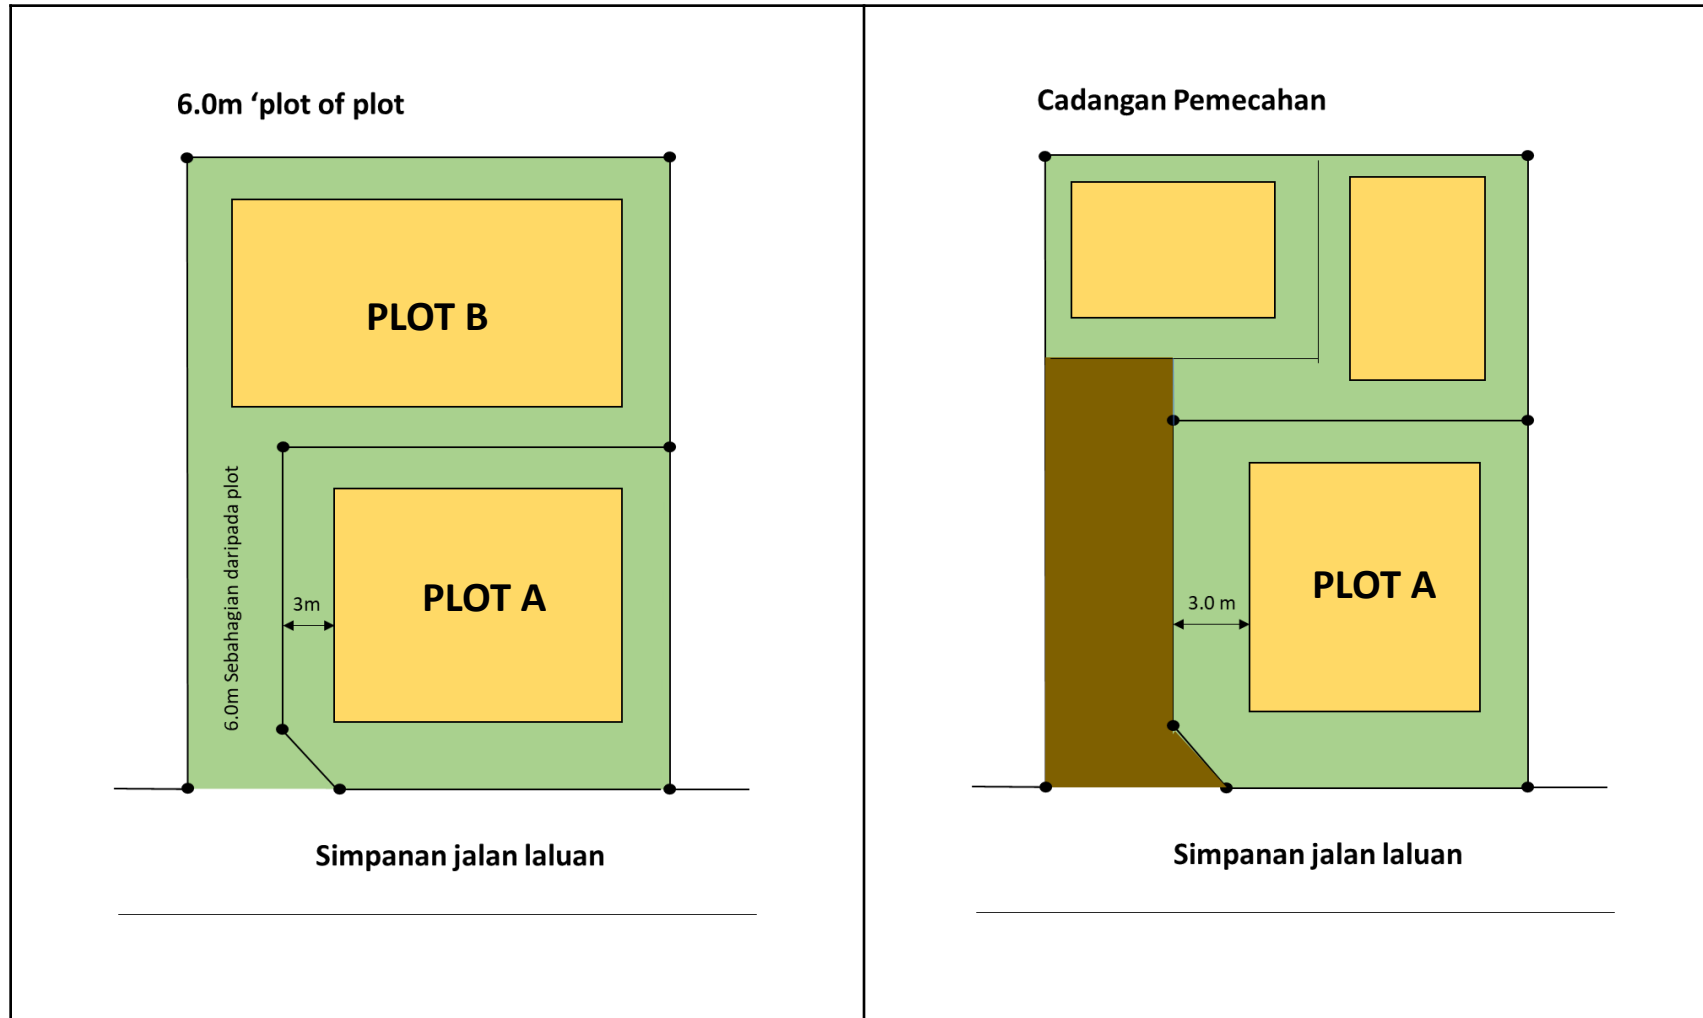 6.0m ‘plot of plot
PLOT B
6.0m Sebahagian daripada plot
3m
PLOT A
Simpanan jalan laluan
Cadangan Pemecahan
3.0 m
PLOT A
Simpanan jalan laluan